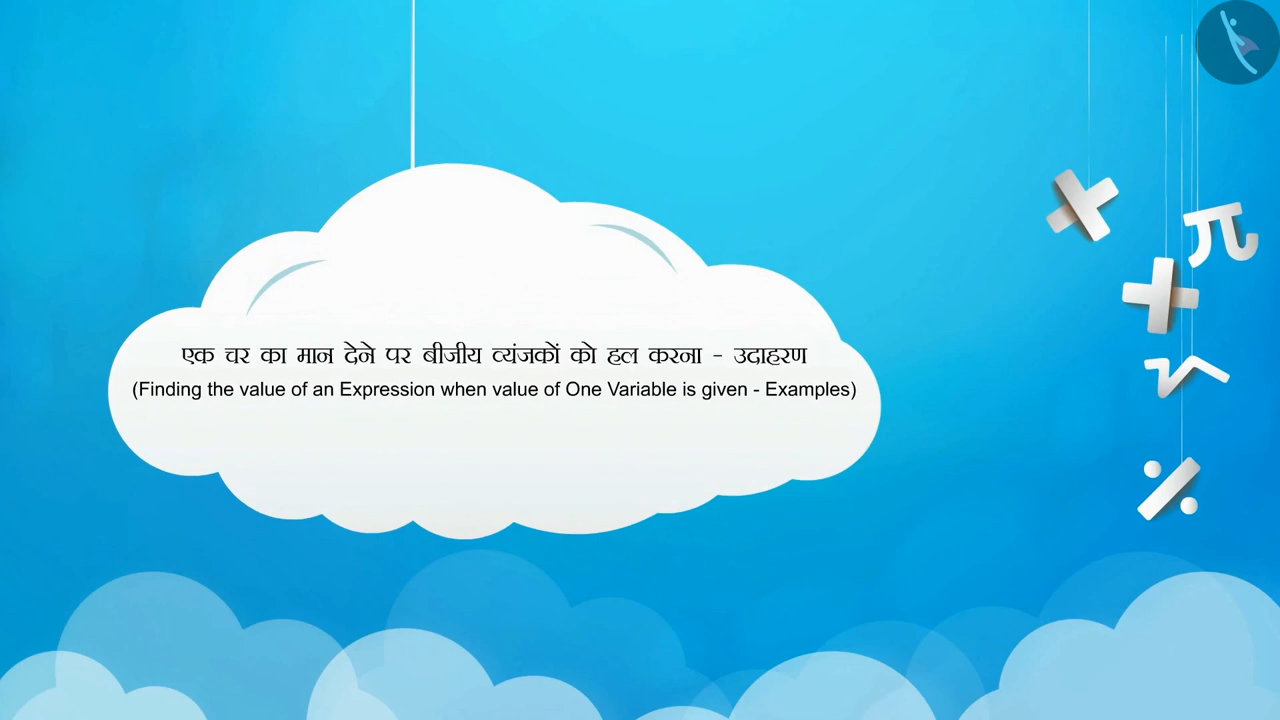 एक चर का मान देने पर बीजीय व्यंजकों को हल करना - उदाहरण
(Finding the value of an Expression when value of One Variable is given - Examples)